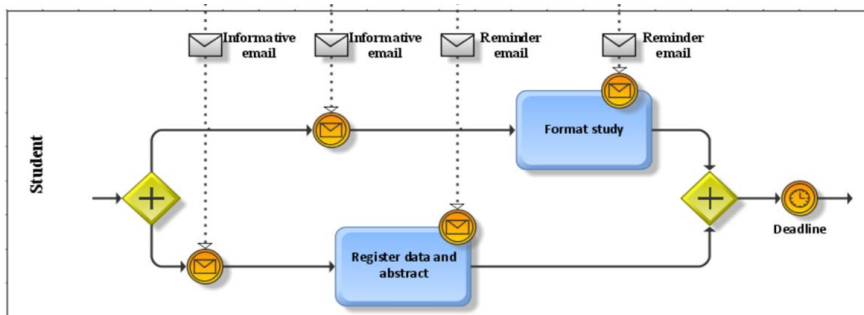 Informative
email
Informative
email
Reminder
email
Reminder
email
Student
Format study
Register data and
abstract
Deadline